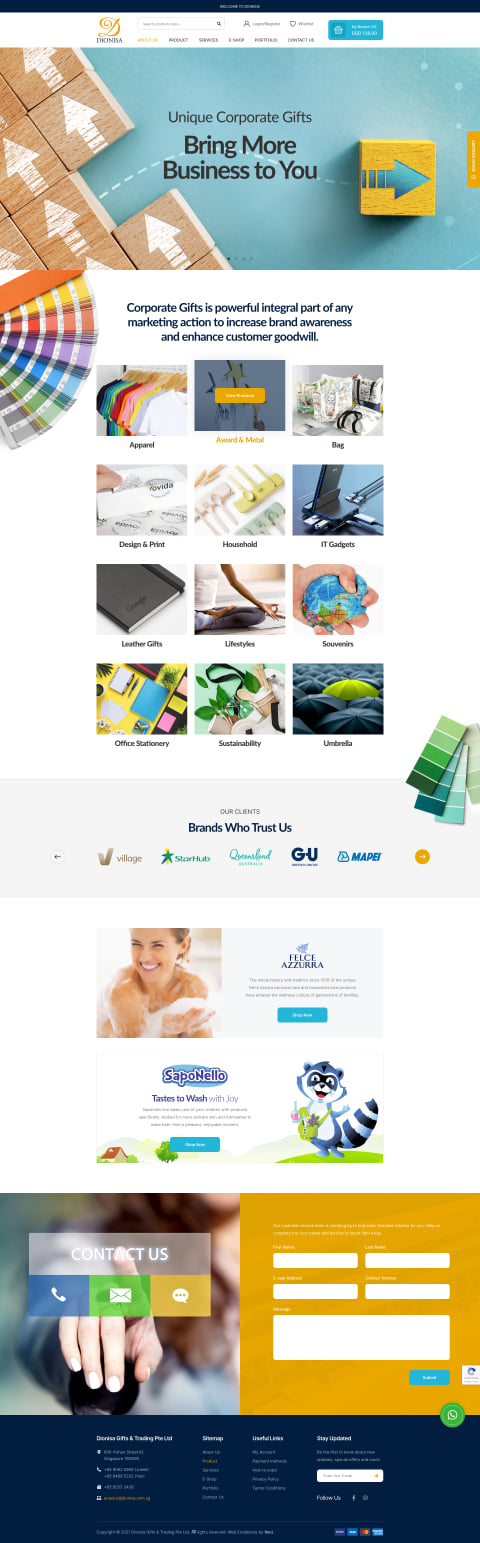 WELCOME TO DIONISA!
DIONISA
Search products here...
Login/Register
Wishlist
My Basket (3)
SGD 128.00
ABOUT US
PRODUCT
SERVICES
E-SHOP
PORTFOLIO
CONTACT US
Unique Corporate Gifts
Bring More
Business to You
Corporate Gifts is powerful integral part of any
marketing action to increase brand awareness
and enhance customer goodwill.
View Products
Apparel
Award & Metal
Bag
Design & Print
Household
IT Gadgets
Google
Leather Gifts
Lifestyles
Souvenirs
Office Stationery
Sustainability
Umbrella
OUR CLIENTS
Brands Who Trust Us
village
StarHub
Queensland
AUSTRALIA
G-U
MAPEI
FELCE
AZZURRA
The whole history and tradition since 1876 of the unique
Felce Azzurra personal care and household care products
have entered the wellness culture of generations of families.
Shop Now
SapoNello
Tastes to Wash with Joy
Saponello line takes care of your children with products
specifically studied for more delicate skin and formulated to
make bath-time a pleasant, enjoyable moment.
Shop Now
CONTACT US
Our customer service team is standing by to help tailor the best solution for you. Help us
complete the form below and we'll be in touch right away.
First Name
Last Name
E-mail Address
Contact Number
Message
Submit
Dionisa Gifts & Trading Pte Ltd
Singapore
enquiry@dionisa.com.sg
Sitemap
About Us
Product
Services
E-Shop
Portfolio
Contact Us
Useful Links
My Account
Payment methods
How to order
Privacy Policy
Terms Conditions
Stay Updated
Be the first to know about new
updates, special offers and much
Enter Your Email
Follow Us
Copyright © 2021 Dionisa Gifts & Trading Pte Ltd. All rights reserved. Web Excellence by Verz